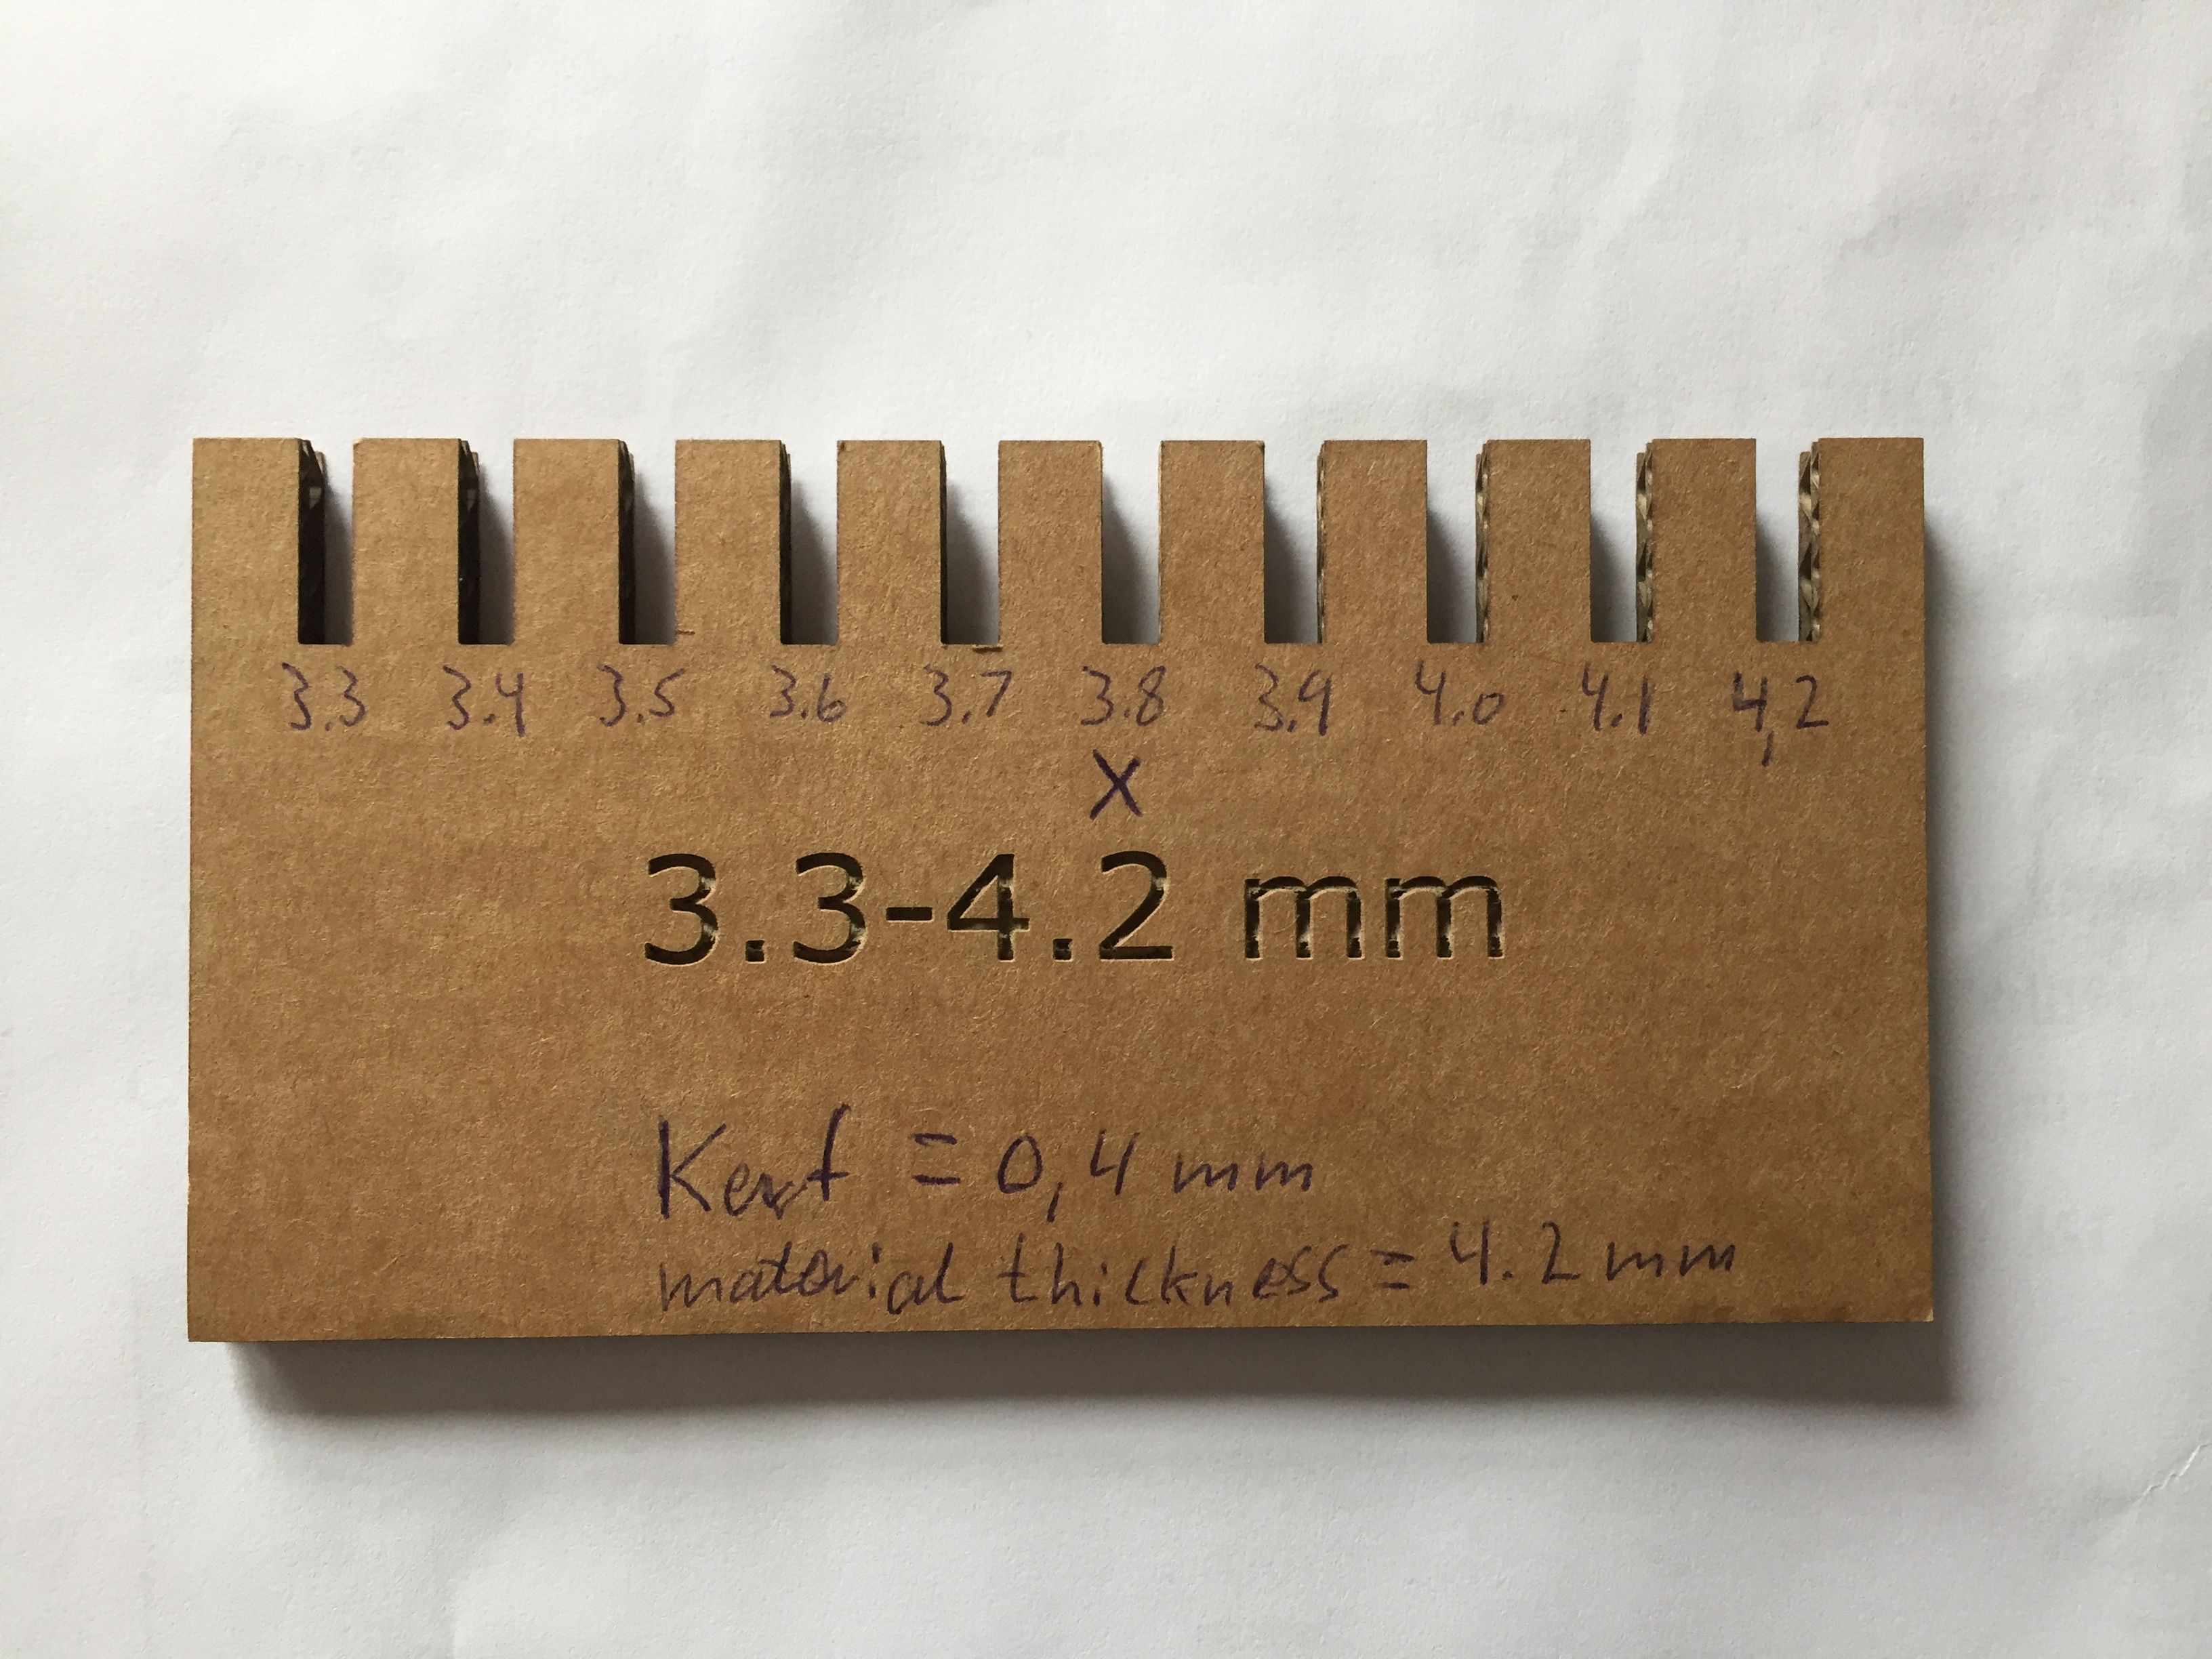 3.3 3.4 3.5 3.6 3.7 3.8 3.9 4.0 4.1 4,2
X
3.3-4.2 mm
Kerf = 0,4 mm
material thickness = 4.2 mm